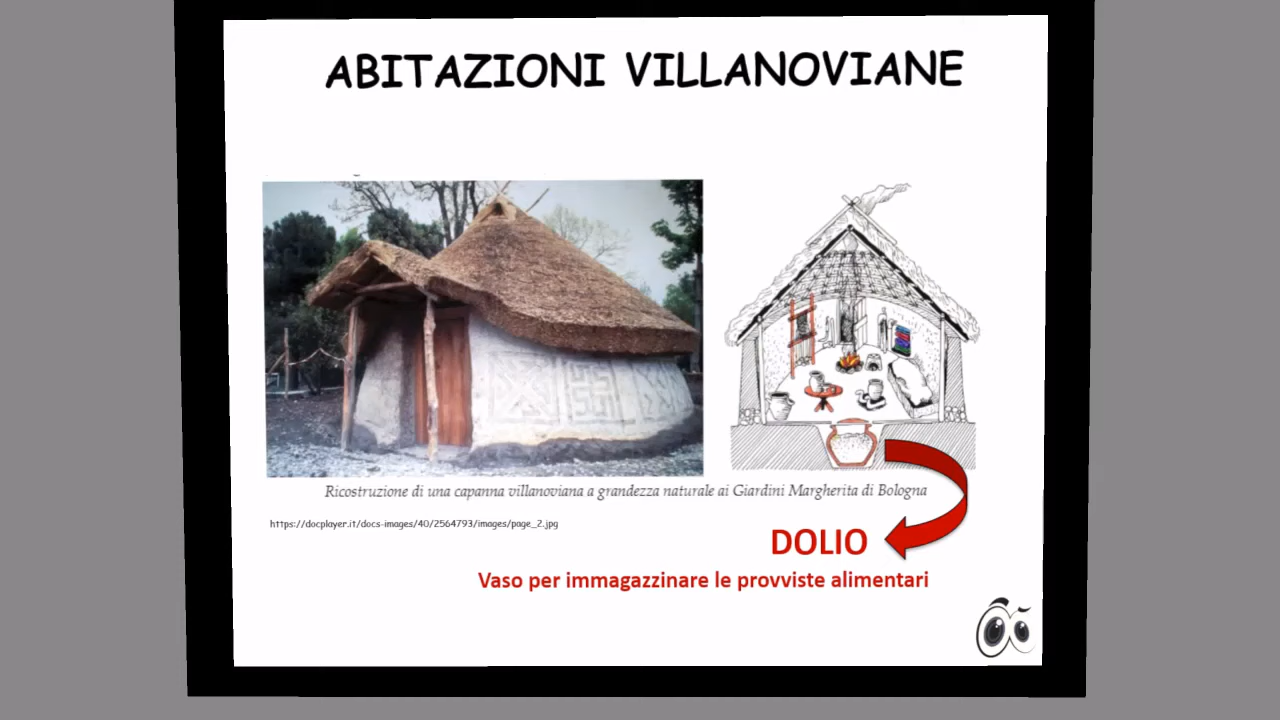 ABITAZIONI VILLANOVIANE
Ricostruzione di una capanna villanoviana a grandezza naturale ai Giardini Margherita di Bologna
https://docplayer.it/docs-images/40/2564793/images/page_2.jpg
DOLIO
Vaso per immagazzinare le provviste alimentari